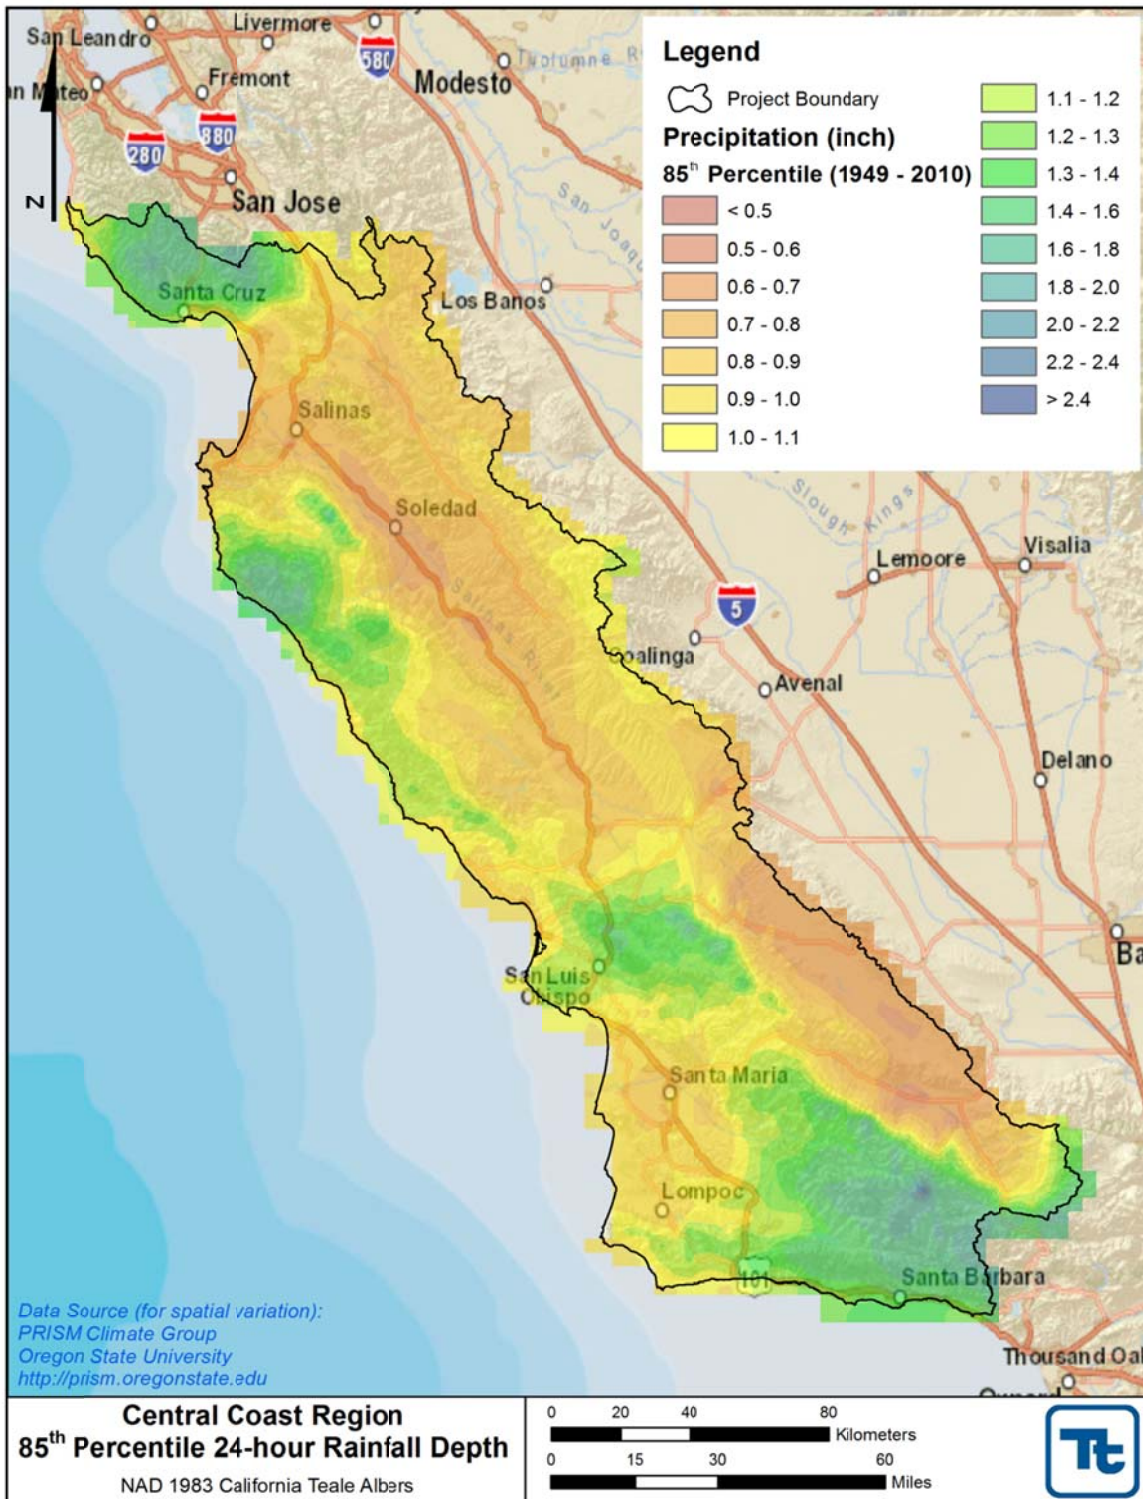 San Leandro
Livermore
580
Tuolumne R
Modesto
Fremont
an Mateo
880
280
San Jose
N
San Joaqu
Santa Cruz
Los Banos
Salinas
Soledad
Salinas River
Slough Kings
Lemoore
Visalia
5
Coalinga
Avenal
Delano
Ba
San Luis
Obispo
Santa Maria
Lompoc
101
Santa Barbara
Thousand Oa
Oxnard
Legend
Project Boundary
Precipitation (inch)
85th Percentile (1949 - 2010)
< 0.5
0.5 - 0.6
0.6 - 0.7
0.7 - 0.8
0.8 - 0.9
0.9 - 1.0
1.0 - 1.1
1.1 - 1.2
1.2 - 1.3
1.3 - 1.4
1.4 - 1.6
1.6 - 1.8
1.8 - 2.0
2.0 - 2.2
2.2 - 2.4
> 2.4
Data Source (for spatial variation):
PRISM Climate Group
Oregon State University
http://prism.oregonstate.edu
Central Coast Region
85th Percentile 24-hour Rainfall Depth
NAD 1983 California Teale Albers
0 20 40 80
Kilometers
0 15 30 60
Miles
Tt